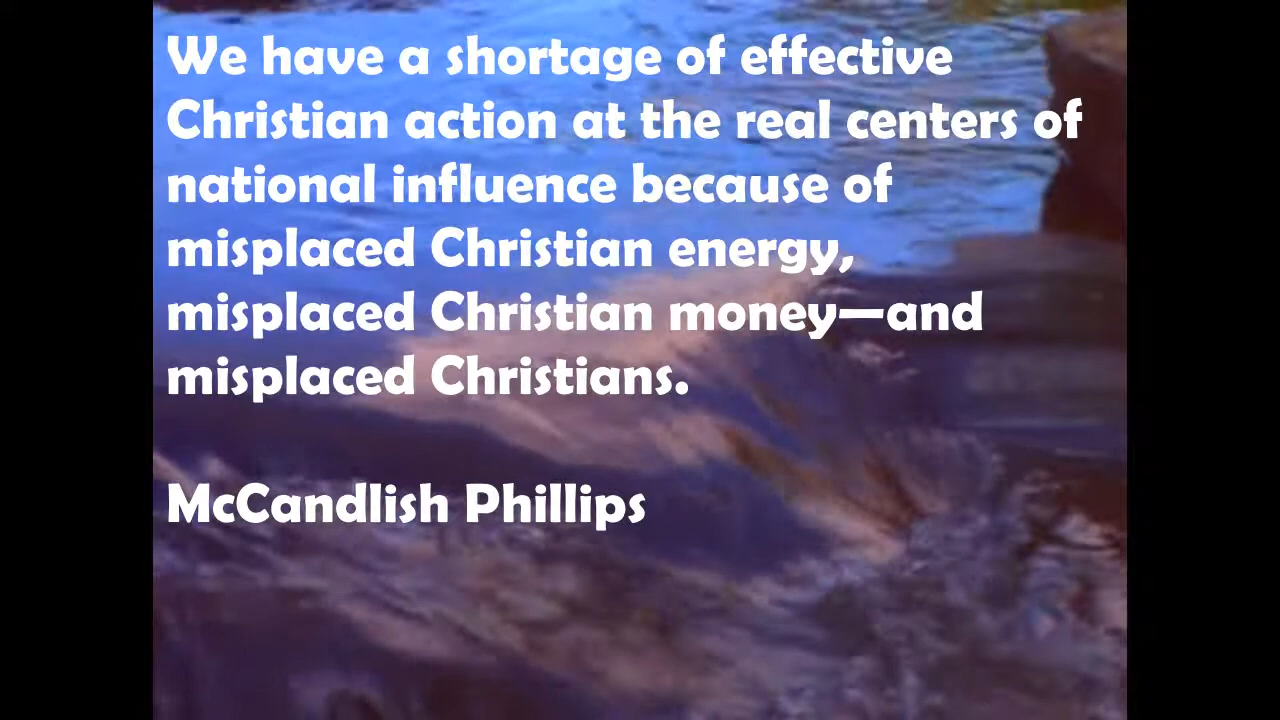 We have a shortage of effective
Christian action at the real centers of
national influence because of
misplaced Christian energy,
misplaced Christian money—and
misplaced Christians.
McCandlish Phillips